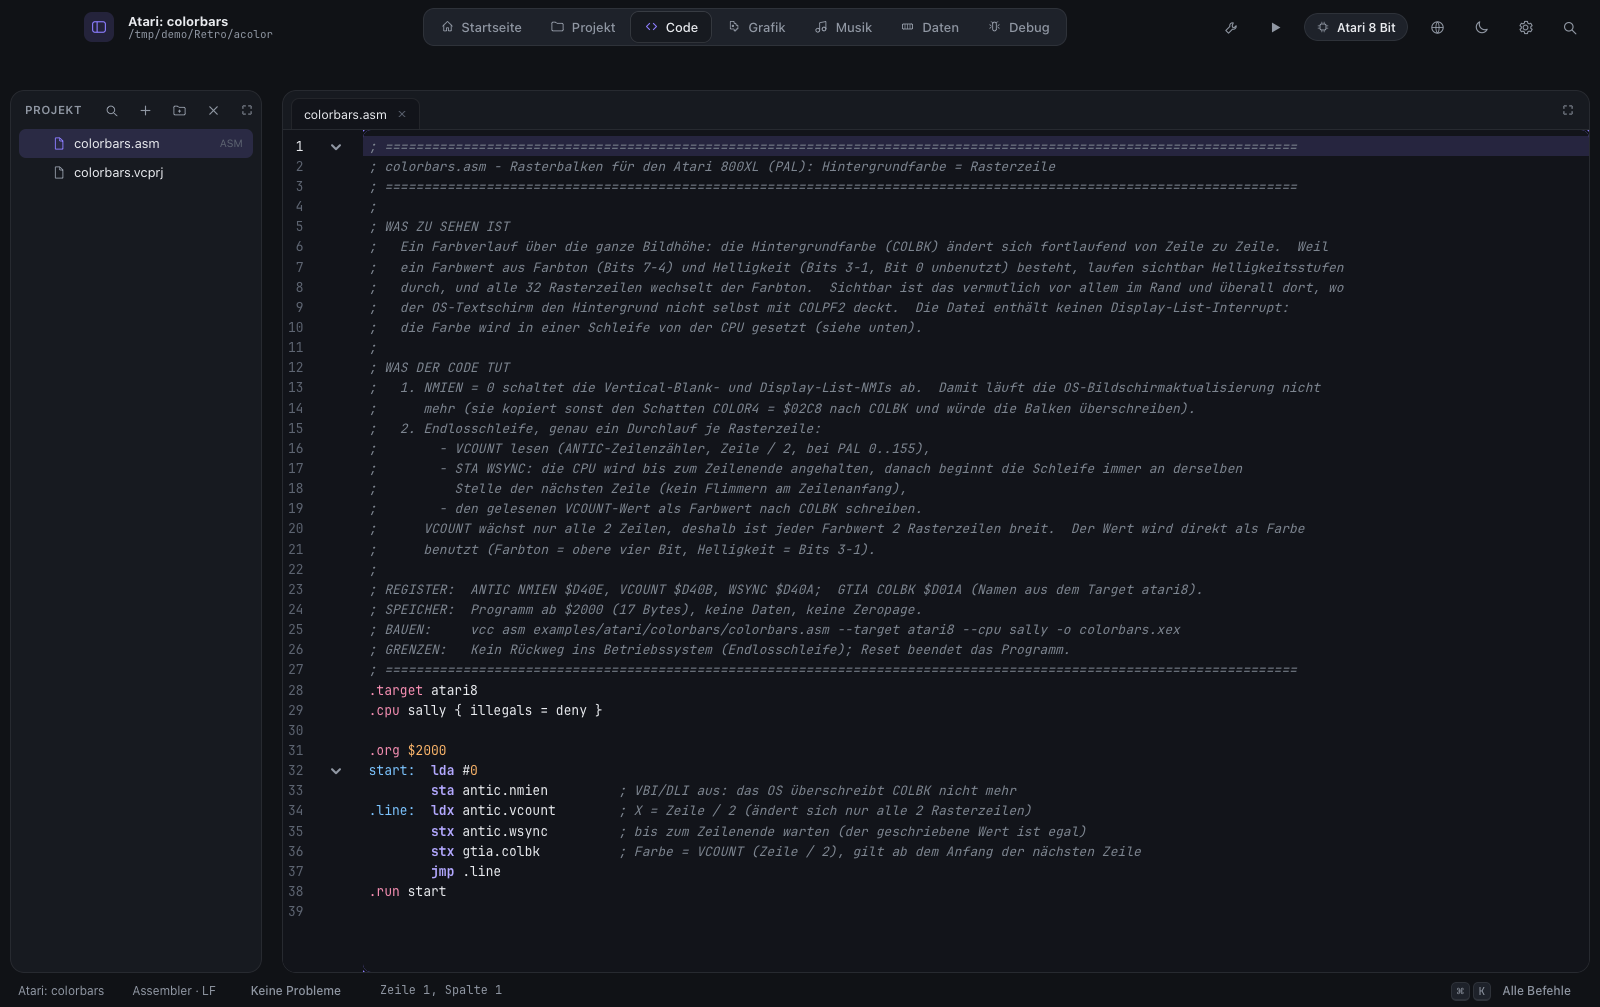 Atari: colorbars
/tmp/demo/Retro/acolor
Startseite
Projekt
Code
Grafik
Musik
Daten
Debug
Atari 8 Bit
PROJEKT
colorbars.asm ASM
colorbars.vcprj
colorbars.asm
1 ; =====================================================================================================================
2 ; colorbars.asm - Rasterbalken für den Atari 800XL (PAL): Hintergrundfarbe = Rasterzeile
3 ; =====================================================================================================================
4 ;
5 ; WAS ZU SEHEN IST
6 ;   Ein Farbverlauf über die ganze Bildhöhe: die Hintergrundfarbe (COLBK) ändert sich fortlaufend von Zeile zu Zeile.  Weil
7 ;   ein Farbwert aus Farbton (Bits 7-4) und Helligkeit (Bits 3-1, Bit 0 unbenutzt) besteht, laufen sichtbar Helligkeitsstufen
8 ;   durch, und alle 32 Rasterzeilen wechselt der Farbton.  Sichtbar ist das vermutlich vor allem im Rand und überall dort, wo
9 ;   der OS-Textschirm den Hintergrund nicht selbst mit COLPF2 deckt.  Die Datei enthält keinen Display-List-Interrupt:
10 ;   die Farbe wird in einer Schleife von der CPU gesetzt (siehe unten).
11 ;
12 ; WAS DER CODE TUT
13 ;   1. NMIEN = 0 schaltet die Vertical-Blank- und Display-List-NMIs ab.  Damit läuft die OS-Bildschirmaktualisierung nicht
14 ;      mehr (sie kopiert sonst den Schatten COLOR4 = $02C8 nach COLBK und würde die Balken überschreiben).
15 ;   2. Endlosschleife, genau ein Durchlauf je Rasterzeile:
16 ;        - VCOUNT lesen (ANTIC-Zeilenzähler, Zeile / 2, bei PAL 0..155),
17 ;        - STA WSYNC: die CPU wird bis zum Zeilenende angehalten, danach beginnt die Schleife immer an derselben
18 ;          Stelle der nächsten Zeile (kein Flimmern am Zeilenanfang),
19 ;        - den gelesenen VCOUNT-Wert als Farbwert nach COLBK schreiben.
20 ;      VCOUNT wächst nur alle 2 Zeilen, deshalb ist jeder Farbwert 2 Rasterzeilen breit.  Der Wert wird direkt als Farbe
21 ;      benutzt (Farbton = obere vier Bit, Helligkeit = Bits 3-1).
22 ;
23 ; REGISTER:  ANTIC NMIEN $D40E, VCOUNT $D40B, WSYNC $D40A;  GTIA COLBK $D01A (Namen aus dem Target atari8).
24 ; SPEICHER:  Programm ab $2000 (17 Bytes), keine Daten, keine Zeropage.
25 ; BAUEN:     vcc asm examples/atari/colorbars/colorbars.asm --target atari8 --cpu sally -o colorbars.xex
26 ; GRENZEN:   Kein Rückweg ins Betriebssystem (Endlosschleife); Reset beendet das Programm.
27 ; =====================================================================================================================
28 .target atari8
29 .cpu sally { illegals = deny }
30
31 .org $2000
32 start:  lda #0
33         sta antic.nmien         ; VBI/DLI aus: das OS überschreibt COLBK nicht mehr
34 .line:  ldx antic.vcount        ; X = Zeile / 2 (ändert sich nur alle 2 Rasterzeilen)
35         stx antic.wsync         ; bis zum Zeilenende warten (der geschriebene Wert ist egal)
36         stx gtia.colbk          ; Farbe = VCOUNT (Zeile / 2), gilt ab dem Anfang der nächsten Zeile
37         jmp .line
38 .run start
39
Atari: colorbars
Assembler · LF
Keine Probleme
Zeile 1, Spalte 1
⌘ K Alle Befehle